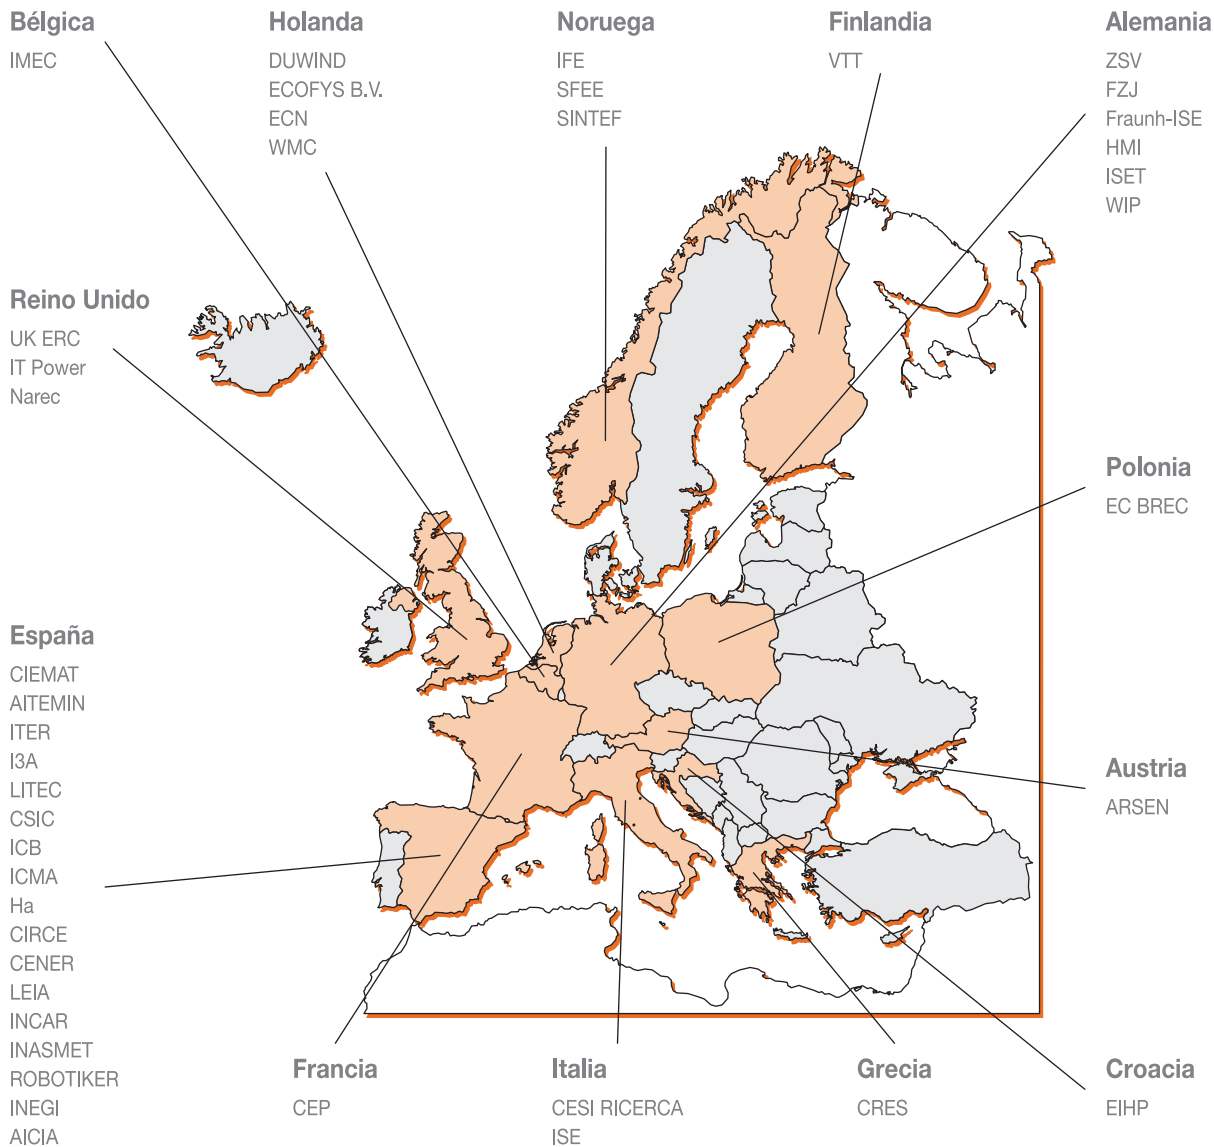 Bélgica
IMEC
Holanda
DUWIND
ECOFYS B.V.
ECN
WMC
Noruega
IFE
SFEE
SINTEF
Finlandia
VTT
Alemania
ZSV
FZJ
Fraunh-ISE
HMI
ISET
WIP
Reino Unido
UK ERC
IT Power
Narec
Polonia
EC BREC
España
CIEMAT
AITEMIN
ITER
I3A
LITEC
CSIC
ICB
ICMA
Ha
CIRCE
CENER
LEIA
INCAR
INASMET
ROBOTIKER
INEGI
AICIA
Austria
ARSEN
Francia
CEP
Italia
CESI RICERCA
ISE
Grecia
CRES
Croacia
EIHP